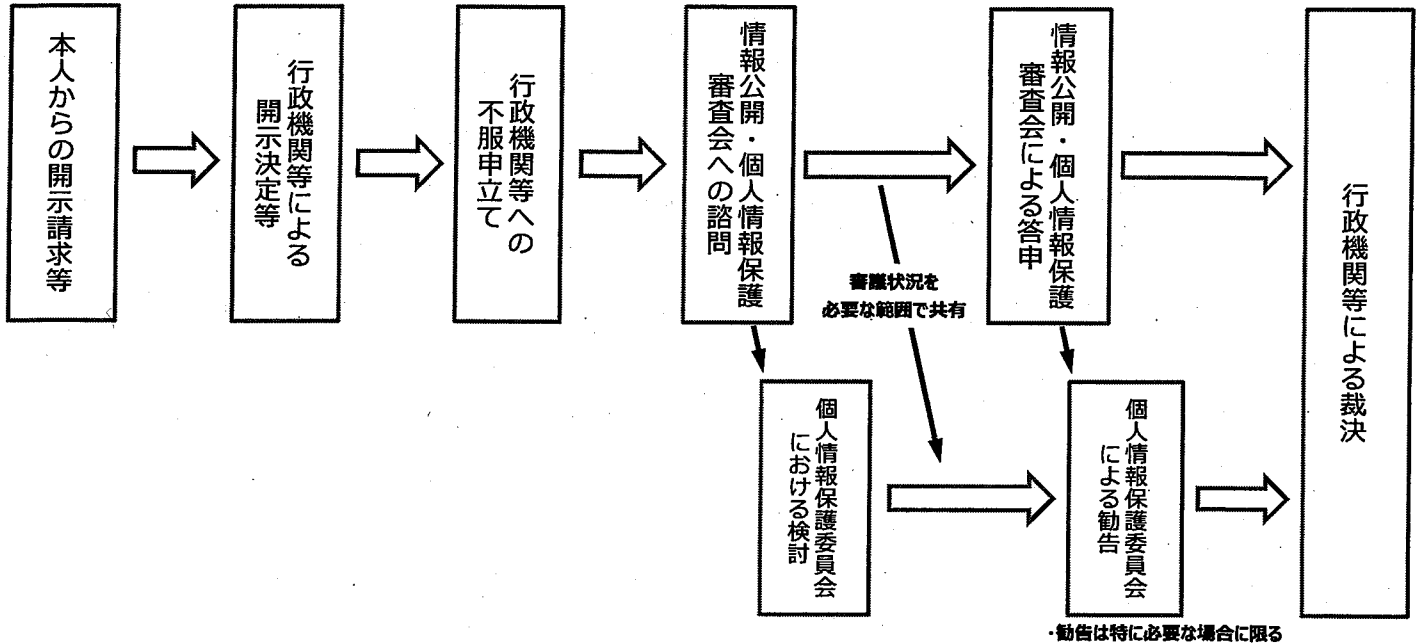 本人からの開示請求等
行政機関等による
開示決定等
行政機関等への
不服申立て
情報公開・個人情報保護
審査会への諮問
審議状況を
必要な範囲で共有
情報公開・個人情報保護
審査会による答申
個人情報保護委員会
における検討
個人情報保護委員会
による勧告
・勧告は特に必要な場合に限る
行政機関等による裁決